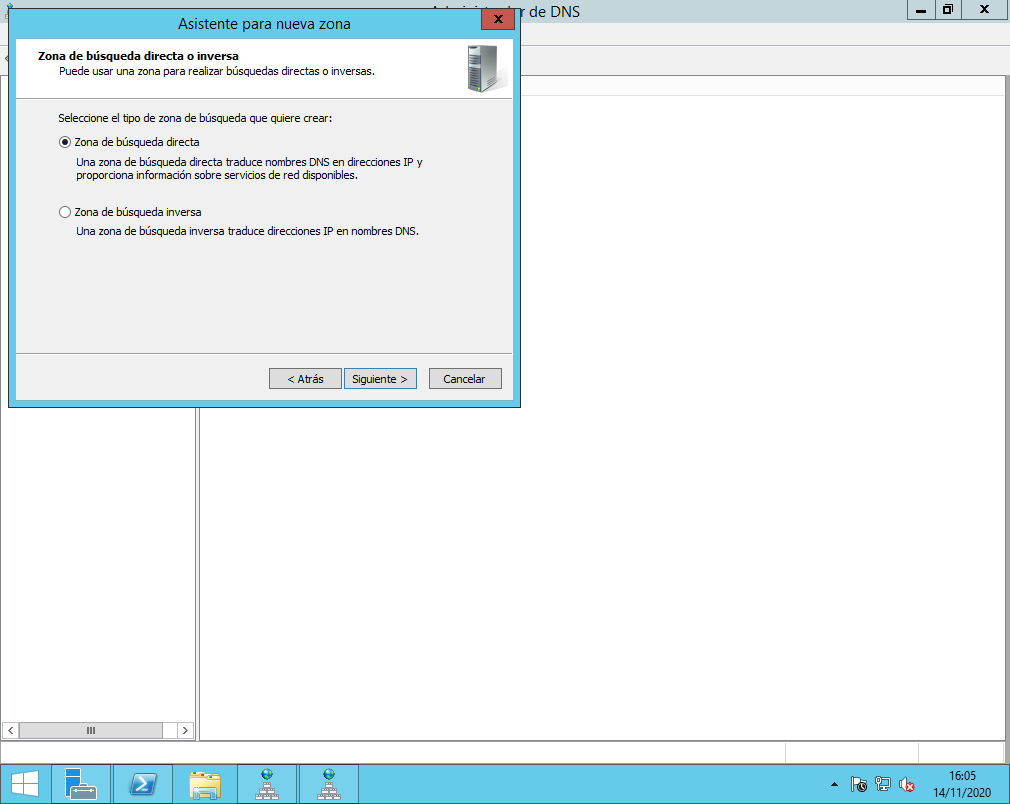 Asistente para nueva zona
de DNS
Zona de búsqueda directa o inversa
Puede usar una zona para realizar búsquedas directas o inversas.
Seleccione el tipo de zona de búsqueda que quiere crear:
Zona de búsqueda directa
Una zona de búsqueda directa traduce nombres DNS en direcciones IP y
proporciona información sobre servicios de red disponibles.
Zona de búsqueda inversa
Una zona de búsqueda inversa traduce direcciones IP en nombres DNS.
< Atrás
Siguiente >
Cancelar
16:05
14/11/2020